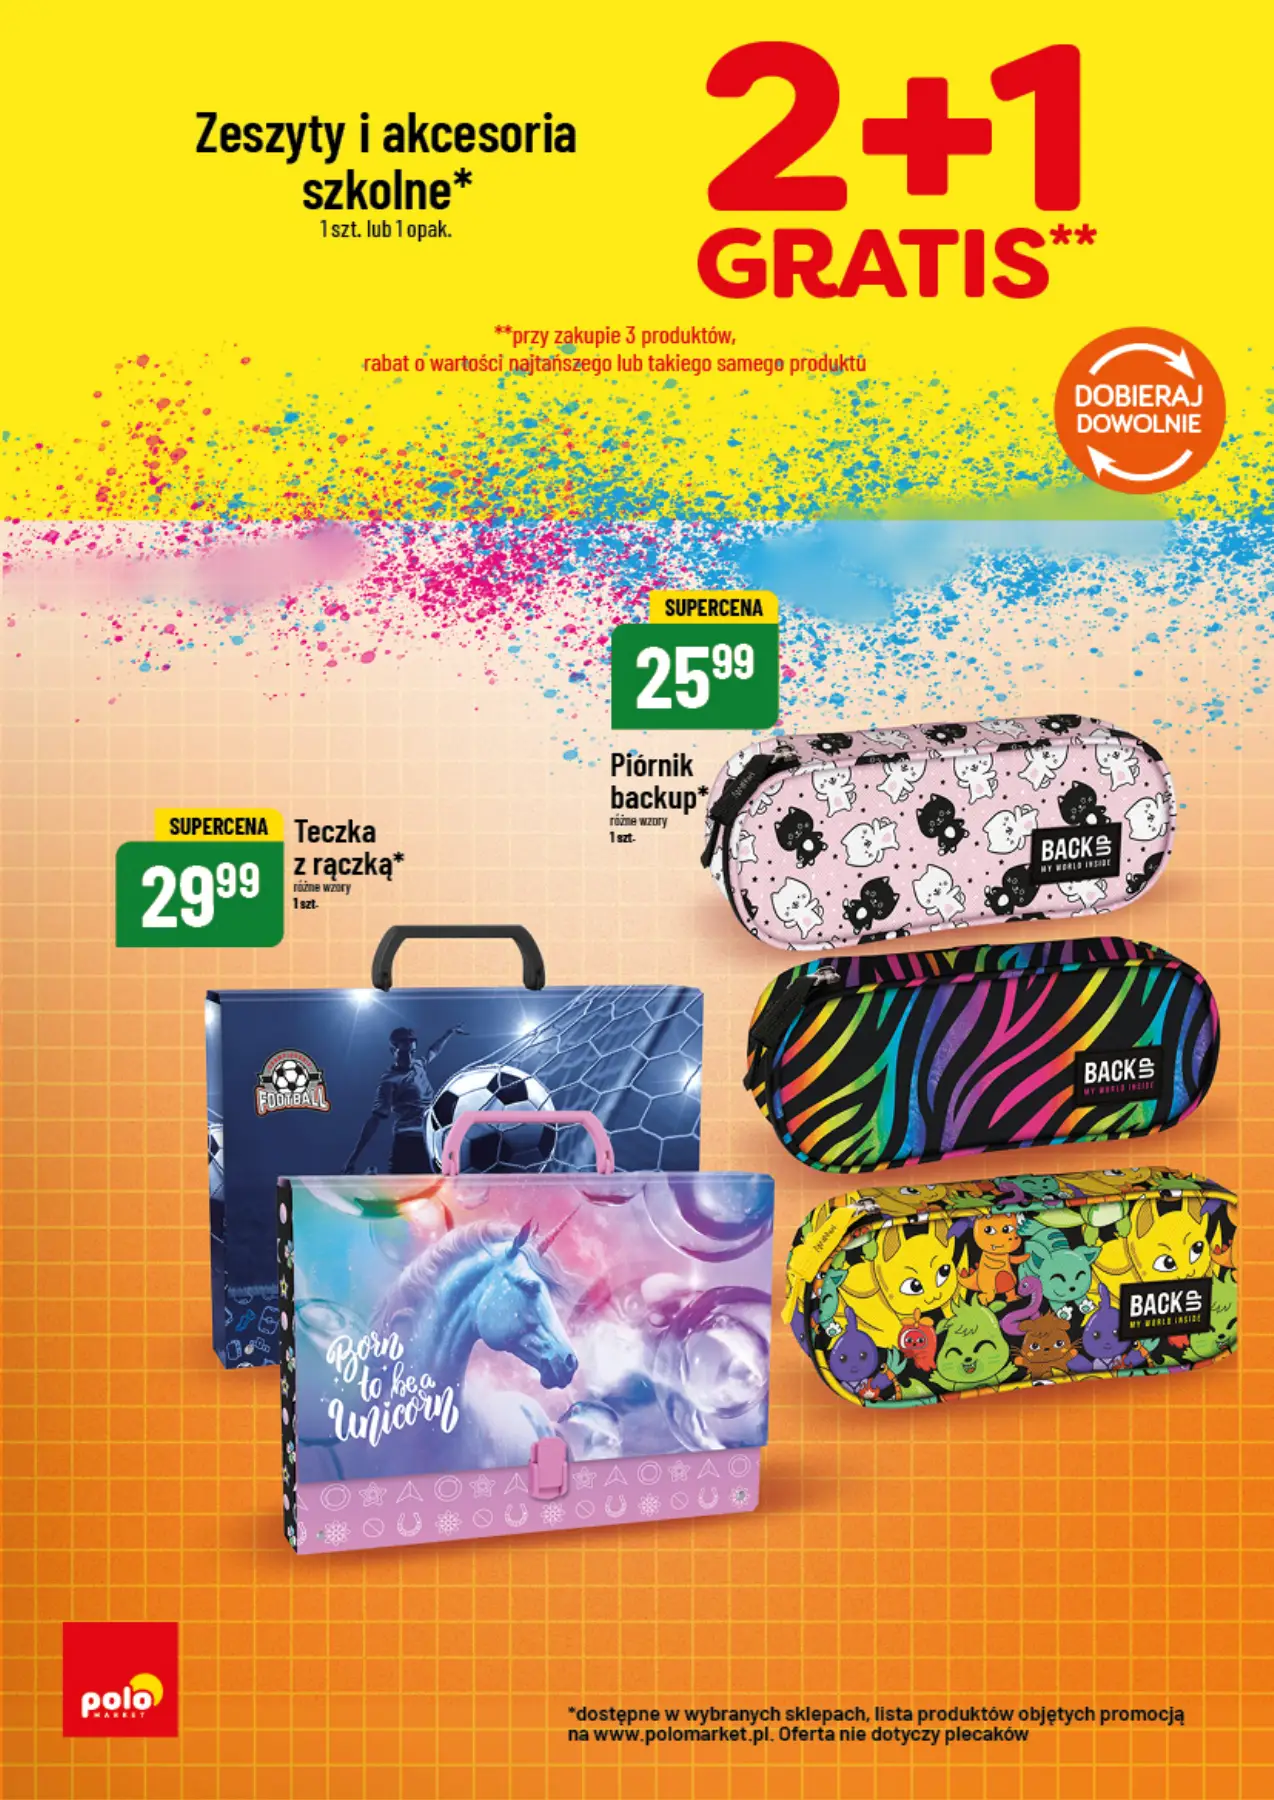 Zeszyty i akcesoria
szkolne*
1 szt. lub 1 opak.
2+1
GRATIS**
**przy zakupie 3 produktów,
rabat o wartości najtańszego lub takiego samego produktu
DOBIERAJ
DOWOLNIE
SUPERCENA
25 99
Piórnik
backup*
różne wzory
1 szt.
SUPERCENA
29 99
Teczka
z rączką*
różne wzory
1 szt.
BACK UP
MY WORLD INSIDE
BACK UP
MY WORLD INSIDE
BACK UP
MY WORLD INSIDE
FOOTBALL
Born
to be a
Unicorn
polo
MARKET
*dostępne w wybranych sklepach, lista produktów objętych promocją
na www.polomarket.pl. Oferta nie dotyczy plecaków